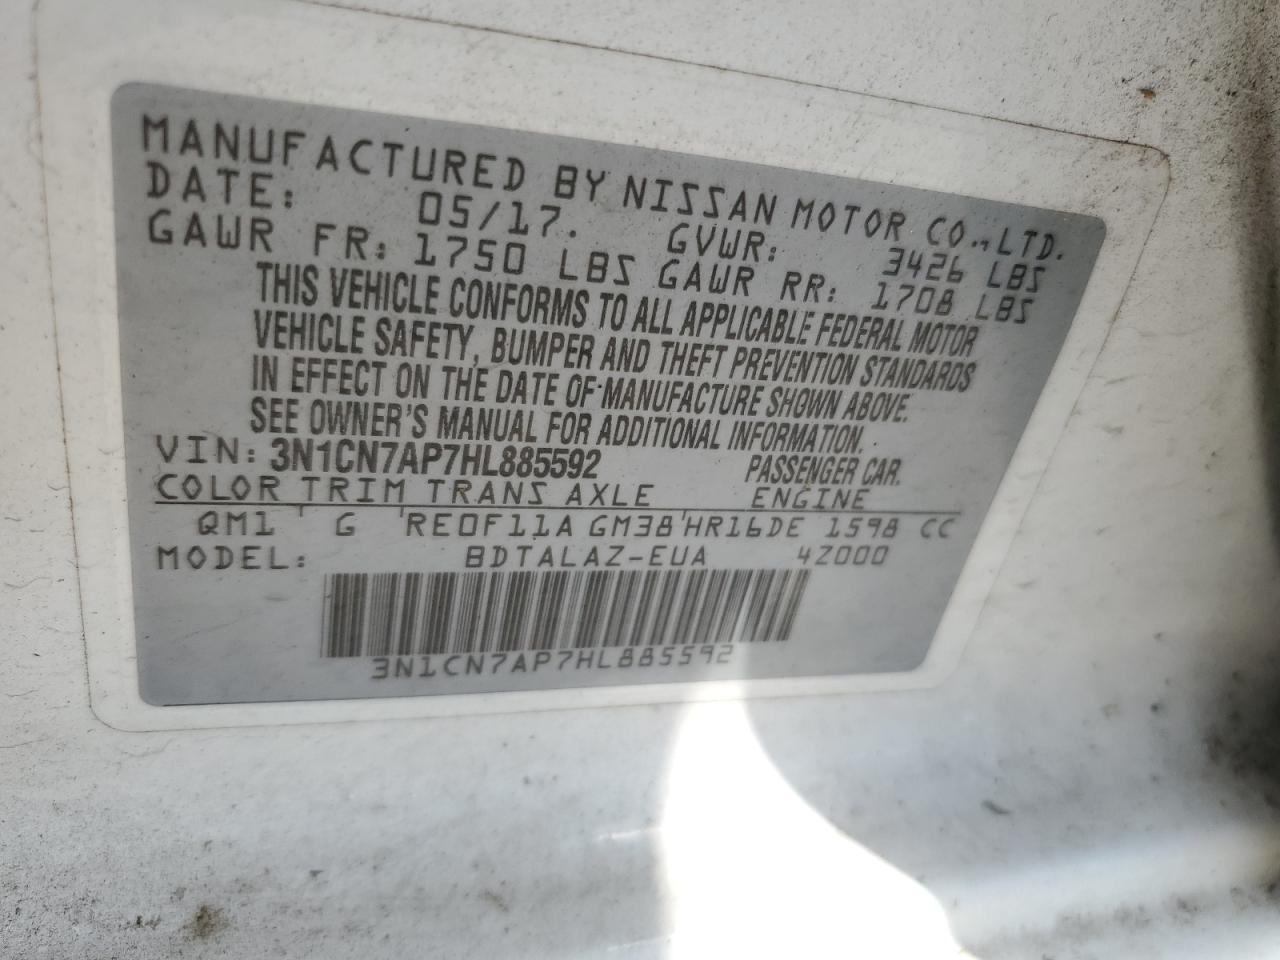 MANUFACTURED BY NISSAN MOTOR CO.,LTD.
DATE: 05/17. GVWR: 3426 LBS
GAWR FR: 1750 LBS GAWR RR: 1708 LBS
THIS VEHICLE CONFORMS TO ALL APPLICABLE FEDERAL MOTOR
VEHICLE SAFETY, BUMPER AND THEFT PREVENTION STANDARDS
IN EFFECT ON THE DATE OF MANUFACTURE SHOWN ABOVE.
SEE OWNER'S MANUAL FOR ADDITIONAL INFORMATION.
VIN: 3N1CN7AP7HL885592 PASSENGER CAR.
COLOR TRIM TRANS AXLE ENGINE
QM1 G RE0F11A GM38 HR16DE 1598 CC
MODEL: BDTALAZ-EUA 4Z000
3N1CN7AP7HL885592